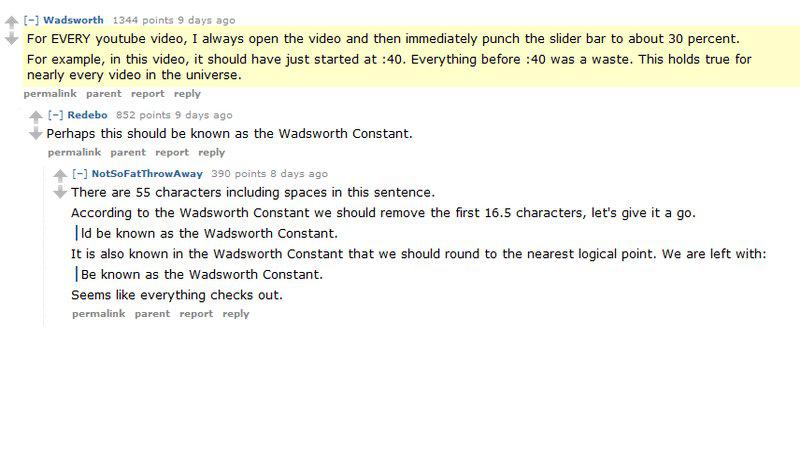 [–] Wadsworth 1344 points 9 days ago
For EVERY youtube video, I always open the video and then immediately punch the slider bar to about 30 percent.
For example, in this video, it should have just started at :40. Everything before :40 was a waste. This holds true for
nearly every video in the universe.
permalink parent report reply
[–] Redebo 852 points 9 days ago
Perhaps this should be known as the Wadsworth Constant.
permalink parent report reply
[–] NotSoFatThrowAway 390 points 8 days ago
There are 55 characters including spaces in this sentence.
According to the Wadsworth Constant we should remove the first 16.5 characters, let's give it a go.
ld be known as the Wadsworth Constant.
It is also known in the Wadsworth Constant that we should round to the nearest logical point. We are left with:
Be known as the Wadsworth Constant.
Seems like everything checks out.
permalink parent report reply